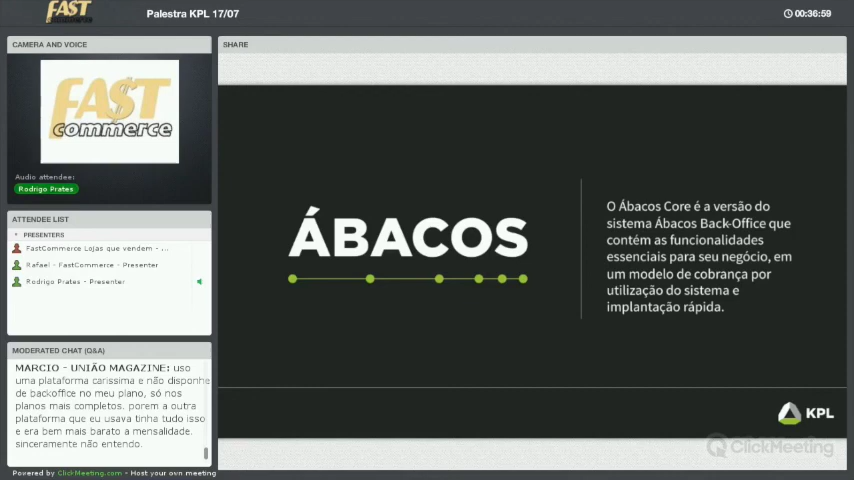 FA$T
commerce
Palestra KPL 17/07
00:36:59
CAMERA AND VOICE
FA$T
commerce
Audio attendee:
Rodrigo Prates
ATTENDEE LIST
PRESENTERS
FastCommerce Lojas que vendem - ...
Rafael - FastCommerce - Presenter
Rodrigo Prates - Presenter
MODERATED CHAT (Q&A)
MARCIO - UNIÃO MAGAZINE: uso
uma plataforma carissima e não disponhe
de backoffice no meu plano, só nos
planos mais completos. porem a outra
plataforma que eu usava tinha tudo isso
e era bem mais barato a mensalidade.
sinceramente não entendo.
Powered by ClickMeeting.com - Host your own meeting
SHARE
ÁBACOS
O Ábacos Core é a versão do
sistema Ábacos Back-Office que
contém as funcionalidades
essenciais para seu negócio, em
um modelo de cobrança por
utilização do sistema e
implantação rápida.
KPL
ClickMeeting